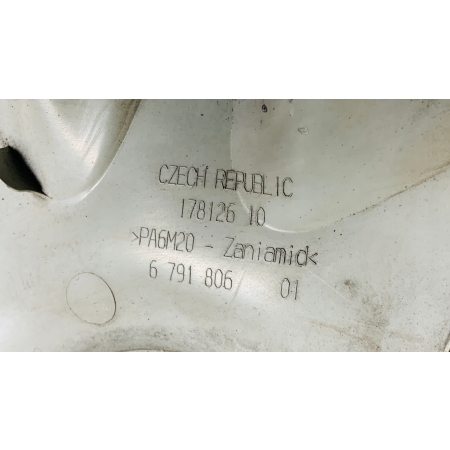 CZECH REPUBLIC
178126 10
>PA6M20 - Zaniamid<
6 791 806 01